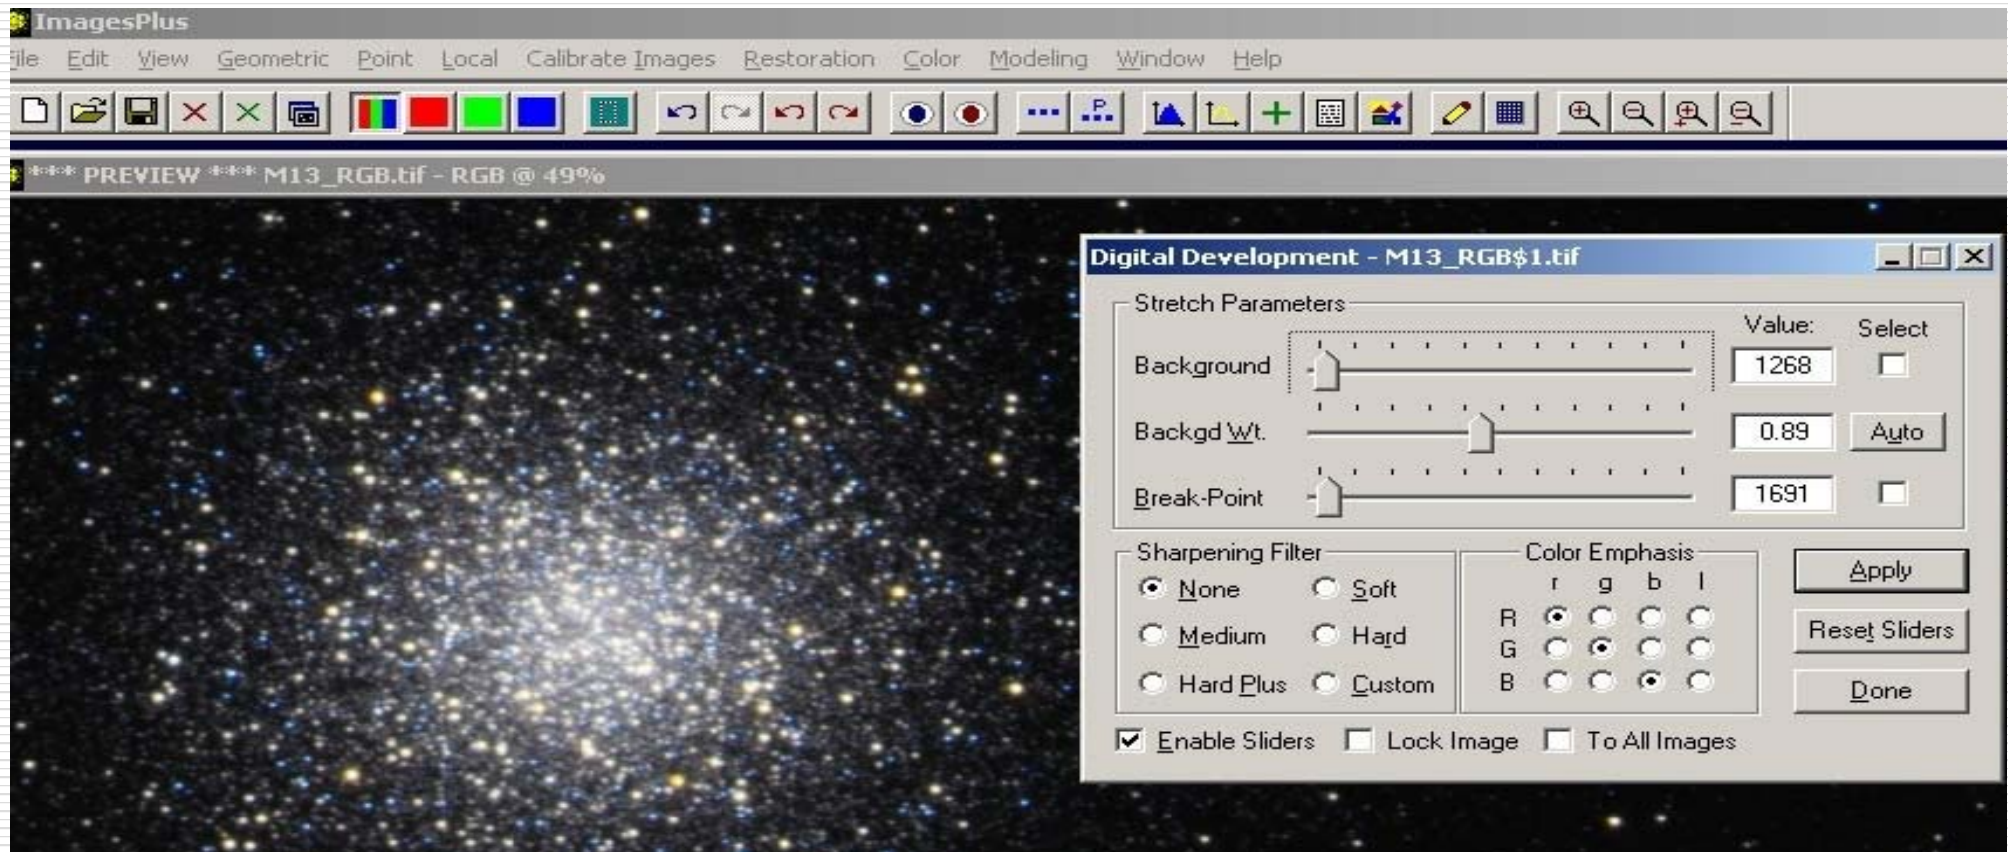 ImagesPlus
File Edit View Geometric Point Local Calibrate Images Restoration Color Modeling Window Help
P
*** PREVIEW *** M13_RGB.tif - RGB @ 49%
Digital Development - M13_RGB$1.tif
Stretch Parameters
Value: Select
Background 1268
Backgd Wt. 0.89 Auto
Break-Point 1691
Sharpening Filter
None Soft
Medium Hard
Hard Plus Custom
Color Emphasis
r g b l
R
G
B
Apply
Reset Sliders
Done
Enable Sliders Lock Image To All Images